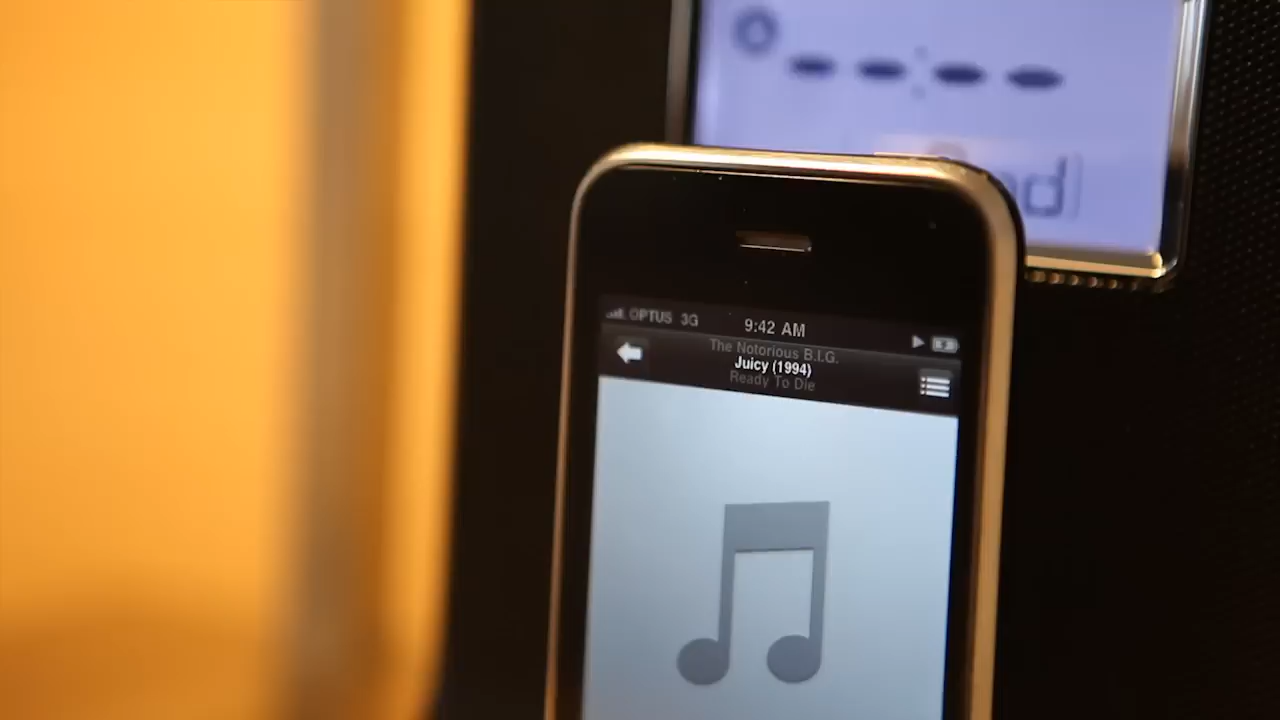 OPTUS 3G 9:42 AM
The Notorious B.I.G.
Juicy (1994)
Ready To Die